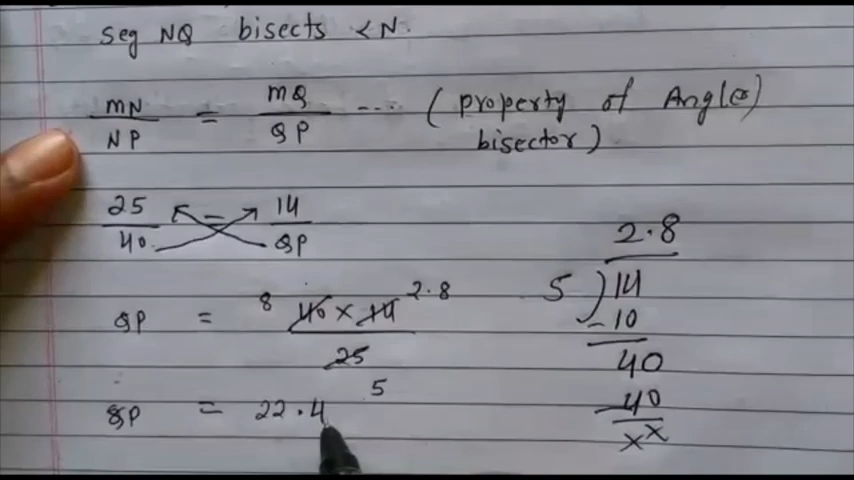 seg NQ bisects < N.
MN / NP = MQ / QP .... (property of Angle
bisector)
25 / 40 = 14 / QP
QP = 8 40 x 14 2.8 / 25 5
QP = 22.4
2.8
5 ) 14
- 10
40
- 40
x x